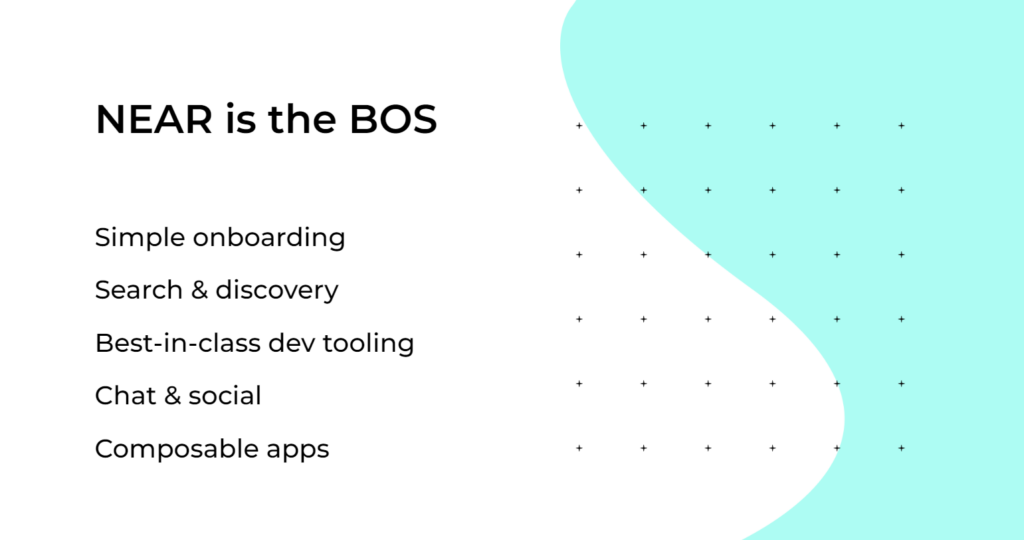 NEAR is the BOS
Simple onboarding
Search & discovery
Best-in-class dev tooling
Chat & social
Composable apps